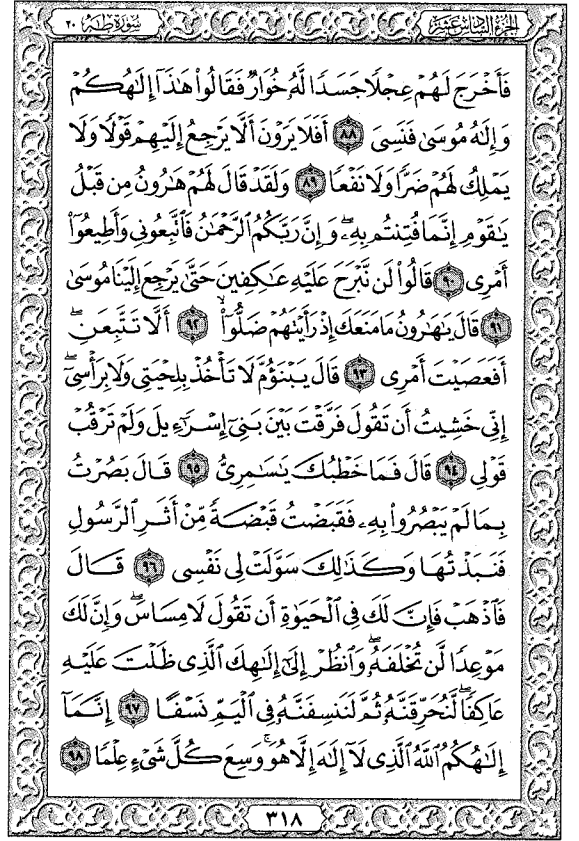 الجزء السادس عشر
سورة طه ٢٠
فَأَخْرَجَ لَهُمْ عِجْلًا جَسَدًا لَّهُۥ خُوَارٌ فَقَالُوا۟ هَٰذَآ إِلَٰهُكُمْ
وَإِلَٰهُ مُوسَىٰ فَنَسِىَ ٨٨ أَفَلَا يَرَوْنَ أَلَّا يَرْجِعُ إِلَيْهِمْ قَوْلًا وَلَا
يَمْلِكُ لَهُمْ ضَرًّا وَلَا نَفْعًا ٨٩ وَلَقَدْ قَالَ لَهُمْ هَٰرُونُ مِن قَبْلُ
يَٰقَوْمِ إِنَّمَا فُتِنتُم بِهِۦۖ وَإِنَّ رَبَّكُمُ ٱلرَّحْمَٰنُ فَٱتَّبِعُونِى وَأَطِيعُوٓا۟
أَمْرِى ٩٠ قَالُوا۟ لَن نَّبْرَحَ عَلَيْهِ عَٰكِفِينَ حَتَّىٰ يَرْجِعَ إِلَيْنَا مُوسَىٰ
٩١ قَالَ يَٰهَٰرُونُ مَا مَنَعَكَ إِذْ رَأَيْتَهُمْ ضَلُّوٓا۟ ٩٢ أَلَّا تَتَّبِعَنِۖ
أَفَعَصَيْتَ أَمْرِى ٩٣ قَالَ يَبْنَؤُمَّ لَا تَأْخُذْ بِلِحْيَتِى وَلَا بِرَأْسِىٓۖ
إِنِّى خَشِيتُ أَن تَقُولَ فَرَّقْتَ بَيْنَ بَنِىٓ إِسْرَٰٓءِيلَ وَلَمْ تَرْقُبْ
قَوْلِى ٩٤ قَالَ فَمَا خَطْبُكَ يَٰسَٰمِرِىُّ ٩٥ قَالَ بَصُرْتُ
بِمَا لَمْ يَبْصُرُوا۟ بِهِۦ فَقَبَضْتُ قَبْضَةً مِّنْ أَثَرِ ٱلرَّسُولِ
فَنَبَذْتُهَا وَكَذَٰلِكَ سَوَّلَتْ لِى نَفْسِى ٩٦ قَالَ
فَٱذْهَبْ فَإِنَّ لَكَ فِى ٱلْحَيَوٰةِ أَن تَقُولَ لَا مِسَاسَۖ وَإِنَّ لَكَ
مَوْعِدًا لَّن تُخْلَفَهُۥۖ وَٱنظُرْ إِلَىٰٓ إِلَٰهِكَ ٱلَّذِى ظَلْتَ عَلَيْهِ
عَاكِفًاۖ لَّنُحَرِّقَنَّهُۥ ثُمَّ لَنَنسِفَنَّهُۥ فِى ٱلْيَمِّ نَسْفًا ٩٧ إِنَّمَآ
إِلَٰهُكُمُ ٱللَّهُ ٱلَّذِى لَآ إِلَٰهَ إِلَّا هُوَۚ وَسِعَ كُلَّ شَىْءٍ عِلْمًا ٩٨
٣١٨